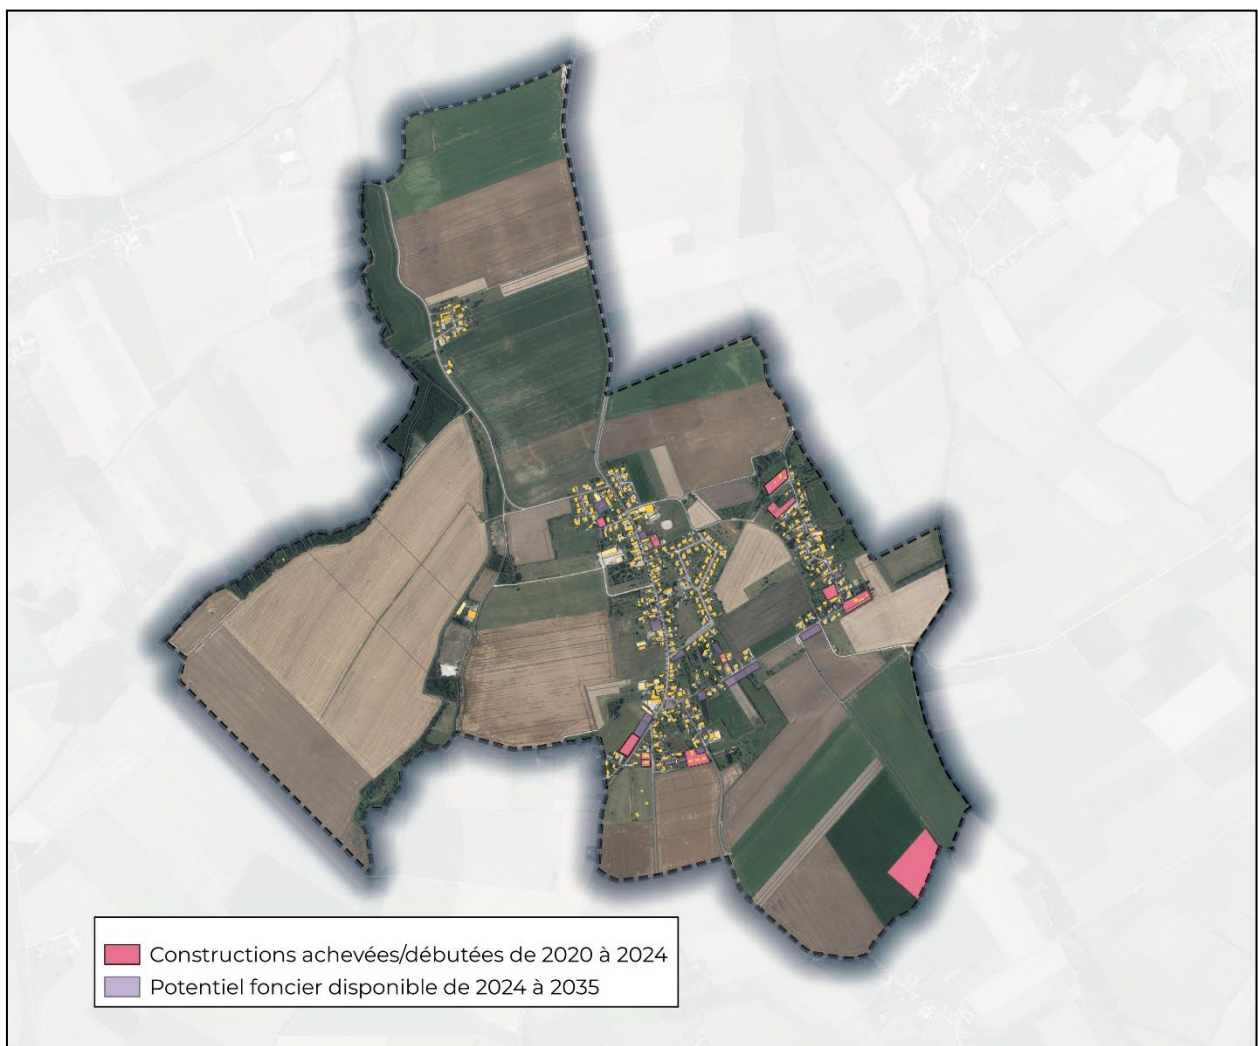 Constructions achevées/débutées de 2020 à 2024
Potentiel foncier disponible de 2024 à 2035